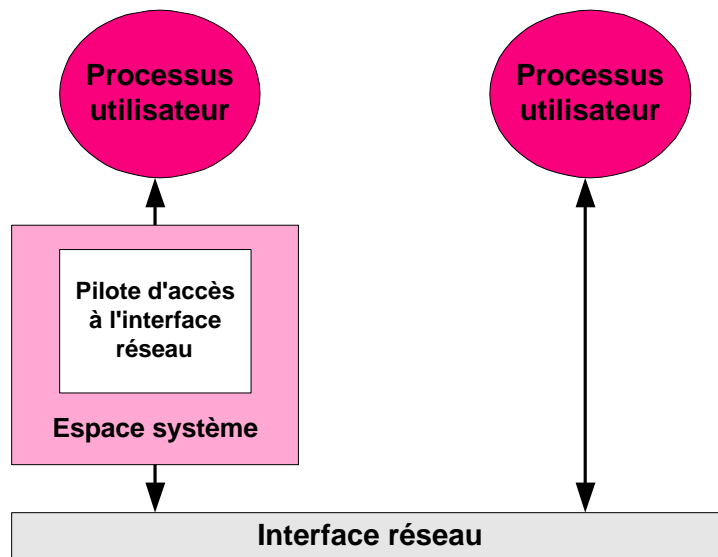 Processus
utilisateur
Processus
utilisateur
Pilote d'accès
à l'interface
réseau
Espace système
Interface réseau